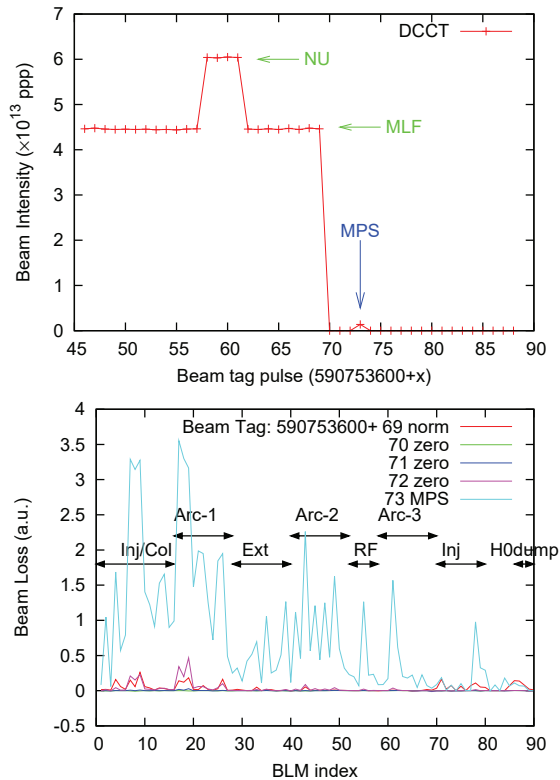 DCCT
7
6
5
4
3
2
1
0
NU
MLF
MPS
Beam Intensity (×10^13 ppp)
45 50 55 60 65 70 75 80 85 90
Beam tag pulse (590753600+x)
Beam Tag: 590753600+ 69 norm
70 zero
71 zero
72 zero
73 MPS
4
3.5
3
2.5
2
1.5
1
0.5
0
-0.5
Arc-1 Arc-2 Arc-3
Inj/Col Ext RF Inj H0dump
Beam Loss (a.u.)
0 10 20 30 40 50 60 70 80 90
BLM index